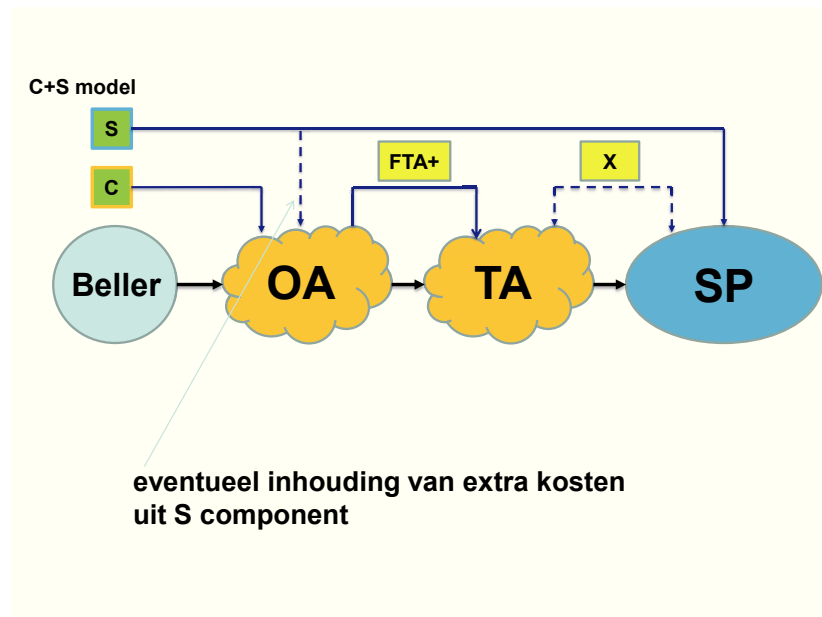 C+S model
S
C
FTA+
X
Beller
OA
TA
SP
eventueel inhouding van extra kosten
uit S component